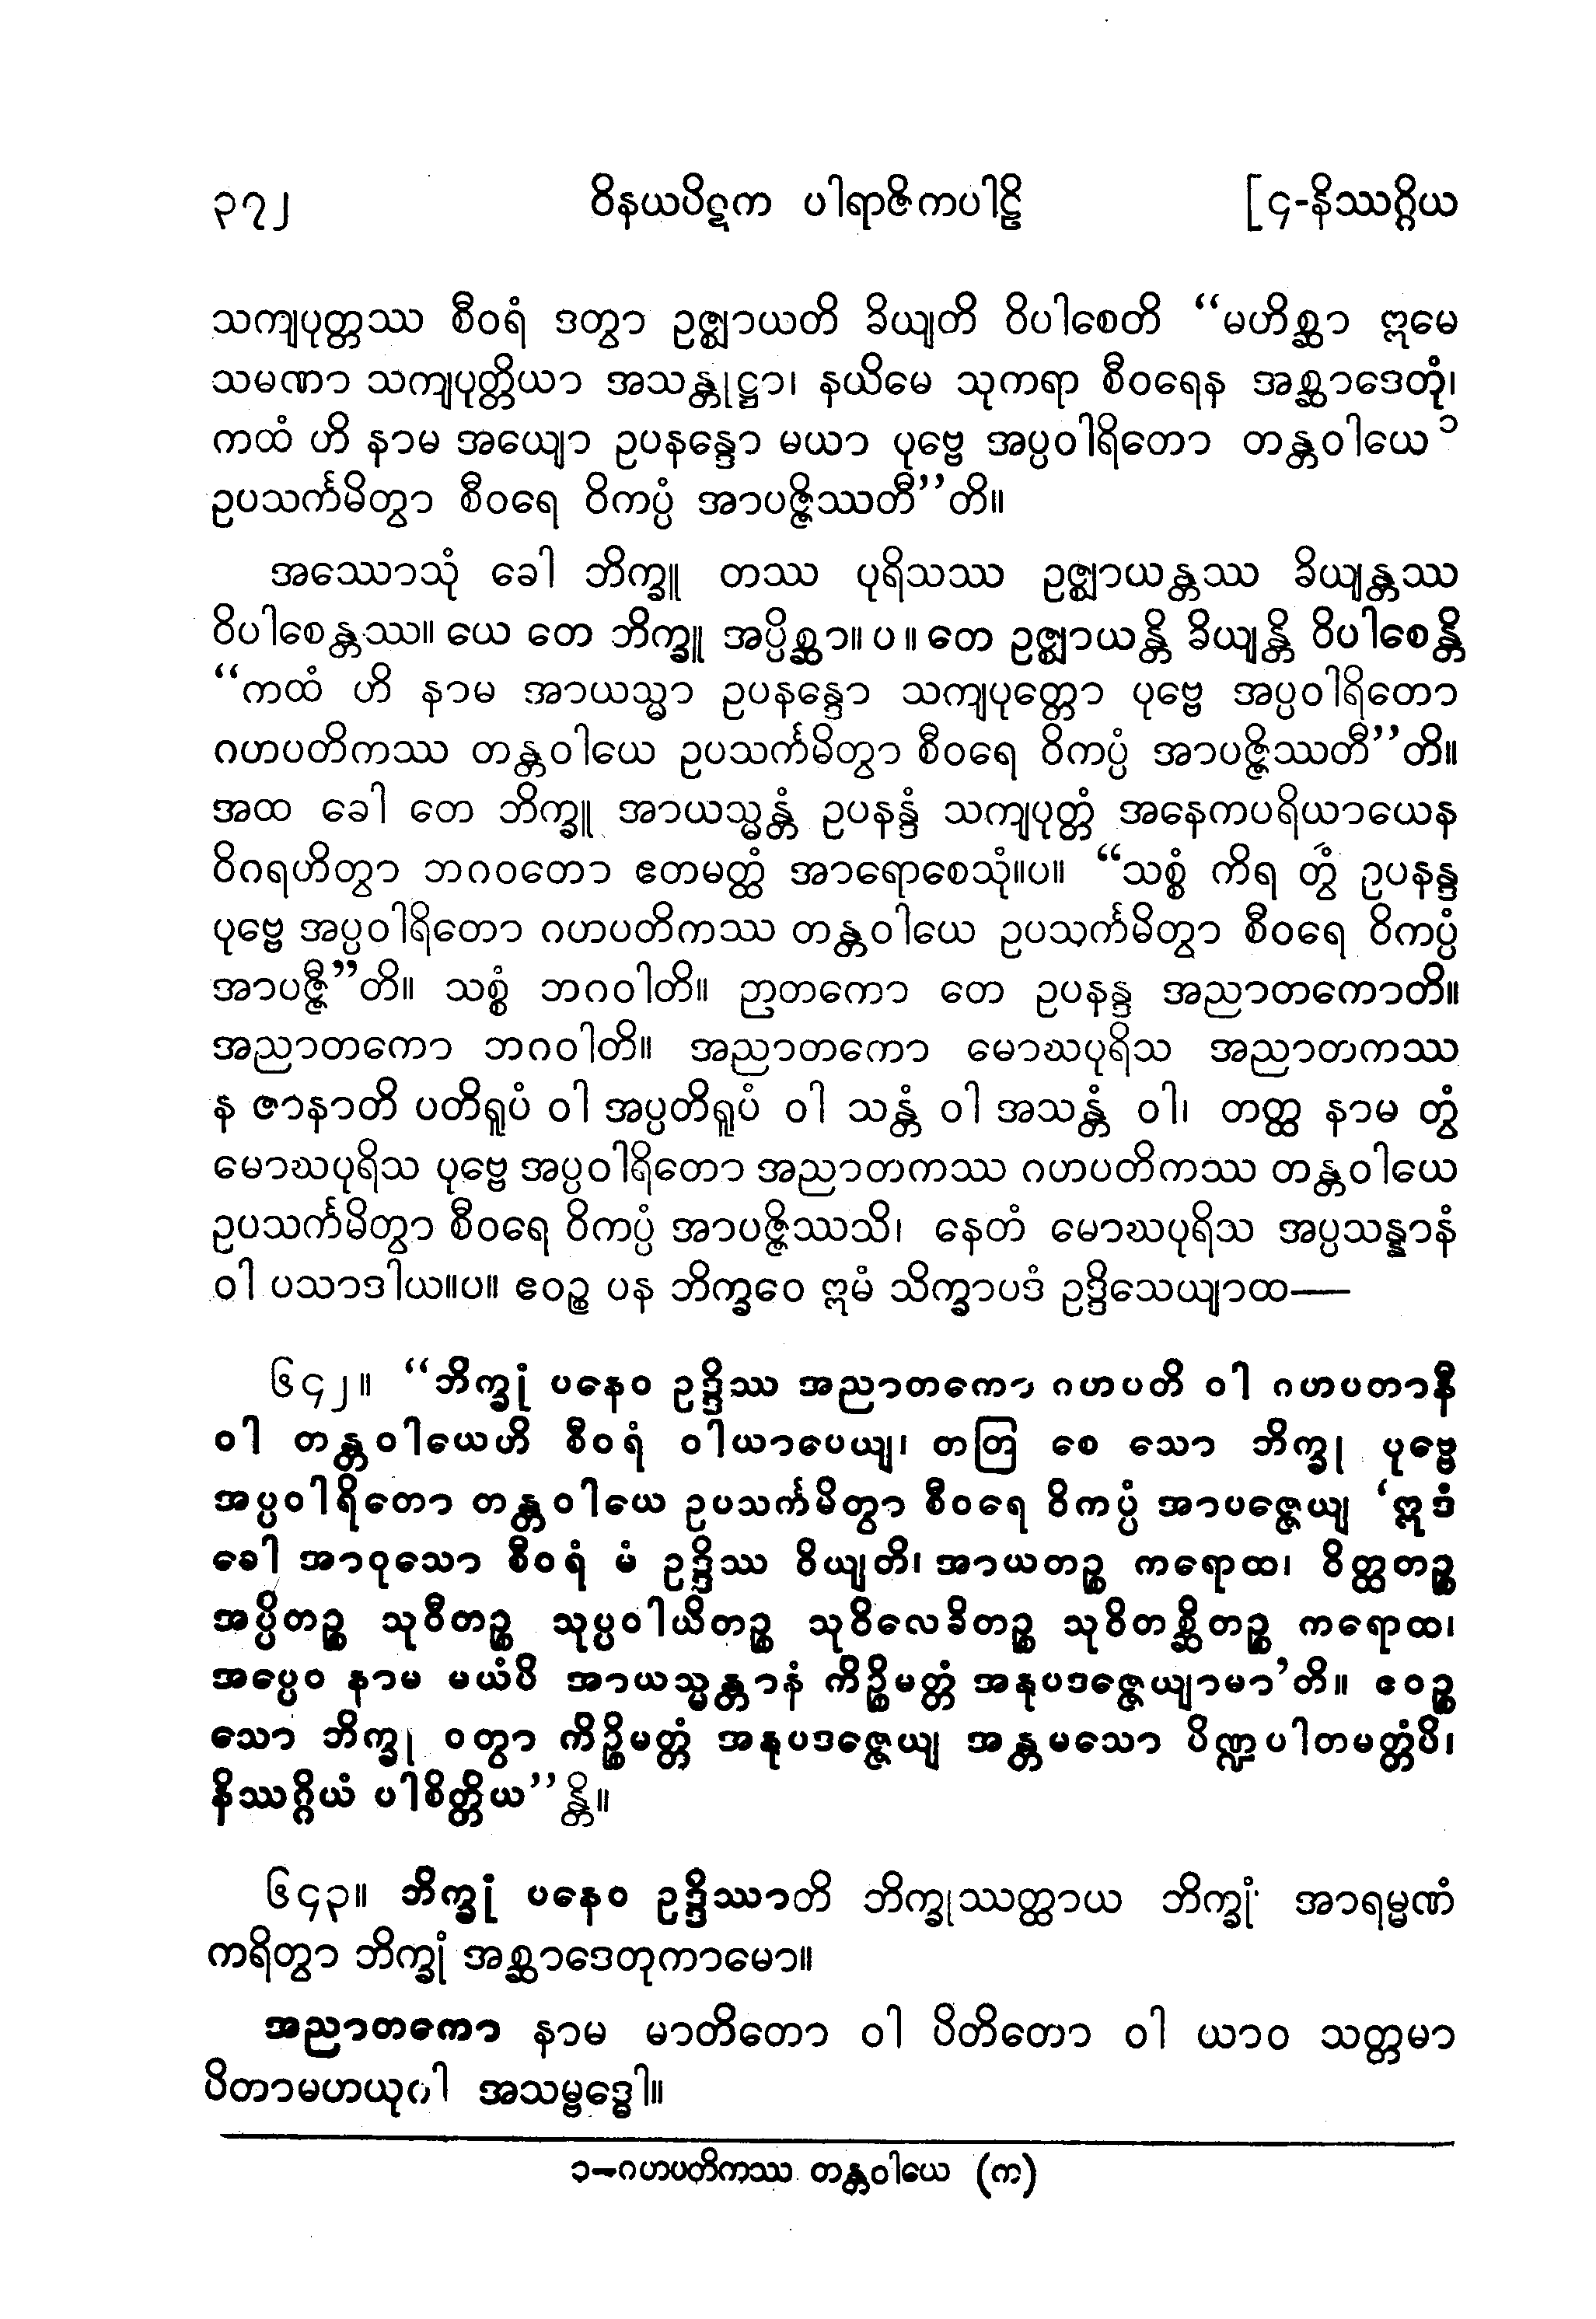 ၃၇၂ ဝိနယပိဋက ပါရာဇိကပါဠိ [၄-နိဿဂ္ဂိယ
သကျပုတ္တဿ စီဝရံ ဒတွာ ဥဇ္ဈာယတိ ခိယျတိ ဝိပါစေတိ “မဟိစ္ဆာ ဣမေ
သမဏာ သကျပုတ္တိယာ အသန္တုဋ္ဌာ၊ နယိမေ သုကရာ စီဝရေန အစ္ဆာဒေတုံ၊
ကထံ ဟိ နာမ အယျော ဥပနန္ဒော မယာ ပုဗ္ဗေ အပ္ပဝါရိတော တန္တဝါယေ ၁
ဥပသင်္ကမိတွာ စီဝရေ ဝိကပ္ပံ အာပဇ္ဇိဿတီ”တိ။
အဿောသုံ ခေါ ဘိက္ခူ တဿ ပုရိသဿ ဥဇ္ဈာယန္တဿ ခိယျန္တဿ
ဝိပါစေန္တဿ။ ယေ တေ ဘိက္ခူ အပ္ပိစ္ဆာ။ ပ ။ တေ ဥဇ္ဈာယန္တိ ခိယျန္တိ ဝိပါစေန္တိ
“ကထံ ဟိ နာမ အာယသ္မာ ဥပနန္ဒော သကျပုတ္တော ပုဗ္ဗေ အပ္ပဝါရိတော
ဂဟပတိကဿ တန္တဝါယေ ဥပသင်္ကမိတွာ စီဝရေ ဝိကပ္ပံ အာပဇ္ဇိဿတီ”တိ။
အထ ခေါ တေ ဘိက္ခူ အာယသ္မန္တံ ဥပနန္ဒံ သကျပုတ္တံ အနေကပရိယာယေန
ဝိဂရဟိတွာ ဘဂဝတော ဧတမတ္ထံ အာရောစေသုံ။ပ။ “သစ္စံ ကိရ တွံ ဥပနန္ဒ
ပုဗ္ဗေ အပ္ပဝါရိတော ဂဟပတိကဿ တန္တဝါယေ ဥပသင်္ကမိတွာ စီဝရေ ဝိကပ္ပံ
အာပဇ္ဇီ”တိ။ သစ္စံ ဘဂဝါတိ။ ဉာတကော တေ ဥပနန္ဒ အညာတကောတိ။
အညာတကော ဘဂဝါတိ။ အညာတကော မောဃပုရိသ အညာတကဿ
န ဇာနာတိ ပတိရူပံ ဝါ အပ္ပတိရူပံ ဝါ သန္တံ ဝါ အသန္တံ ဝါ၊ တတ္ထ နာမ တွံ
မောဃပုရိသ ပုဗ္ဗေ အပ္ပဝါရိတော အညာတကဿ ဂဟပတိကဿ တန္တဝါယေ
ဥပသင်္ကမိတွာ စီဝရေ ဝိကပ္ပံ အာပဇ္ဇိဿသိ၊ နေတံ မောဃပုရိသ အပ္ပသန္နာနံ
ဝါ ပသာဒါယ။ပ။ ဧဝဉ္စ ပန ဘိက္ခဝေ ဣမံ သိက္ခာပဒံ ဥဒ္ဒိသေယျာထ—
၆၄၂။ “ဘိက္ခုံ ပနေဝ ဥဒ္ဒိဿ အညာတကော ဂဟပတိ ဝါ ဂဟပတာနီ
ဝါ တန္တဝါယေဟိ စီဝရံ ဝါယာပေယျ၊ တတြ စေ သော ဘိက္ခု ပုဗ္ဗေ
အပ္ပဝါရိတော တန္တဝါယေ ဥပသင်္ကမိတွာ စီဝရေ ဝိကပ္ပံ အာပဇ္ဇေယျ ‘ဣဒံ
ခေါ အာဝုသော စီဝရံ မံ ဥဒ္ဒိဿ ဝိယျတိ၊ အာယတဉ္စ ကရောထ၊ ဝိတ္ထတဉ္စ
အပ္ပိတဉ္စ သုဝီတဉ္စ သုပ္ပဝါယိတဉ္စ သုဝိလေခိတဉ္စ သုဝိတစ္ဆိတဉ္စ ကရောထ၊
အပ္ပေဝ နာမ မယံပိ အာယသ္မန္တာနံ ကိဉ္စိမတ္တံ အနုပဒဇ္ဇေယျာမာ’တိ။ ဧဝဉ္စ
သော ဘိက္ခု ဝတွာ ကိဉ္စိမတ္တံ အနုပဒဇ္ဇေယျ အန္တမသော ပိဏ္ဍပါတမတ္တံပိ၊
နိဿဂ္ဂိယံ ပါစိတ္တိယ”န္တိ။
၆၄၃။ ဘိက္ခုံ ပနေဝ ဥဒ္ဒိဿာတိ ဘိက္ခုဿတ္ထာယ ဘိက္ခုံ အာရမ္မဏံ
ကရိတွာ ဘိက္ခုံ အစ္ဆာဒေတုကာမော။
အညာတကော နာမ မာတိတော ဝါ ပိတိတော ဝါ ယာဝ သတ္တမာ
ပိတာမဟယုဂါ အသမ္ဗဒ္ဓေါ။
၁—ဂဟပတိကဿ တန္တဝါယေ (က)